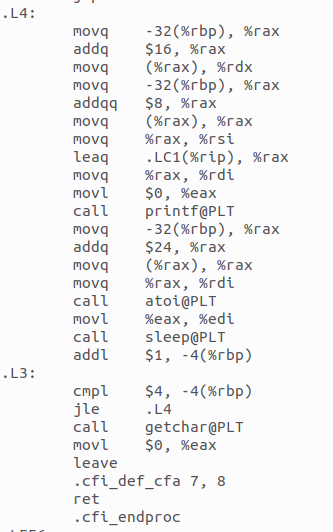 .L4:
movq -32(%rbp), %rax
addq $16, %rax
movq (%rax), %rdx
movq -32(%rbp), %rax
addqq $8, %rax
movq (%rax), %rax
movq %rax, %rsi
leaq .LC1(%rip), %rax
movq %rax, %rdi
movl $0, %eax
call printf@PLT
movq -32(%rbp), %rax
addq $24, %rax
movq (%rax), %rax
movq %rax, %rdi
call atoi@PLT
movl %eax, %edi
call sleep@PLT
addl $1, -4(%rbp)
.L3:
cmpl $4, -4(%rbp)
jle .L4
call getchar@PLT
movl $0, %eax
leave
.cfi_def_cfa 7, 8
ret
.cfi_endproc